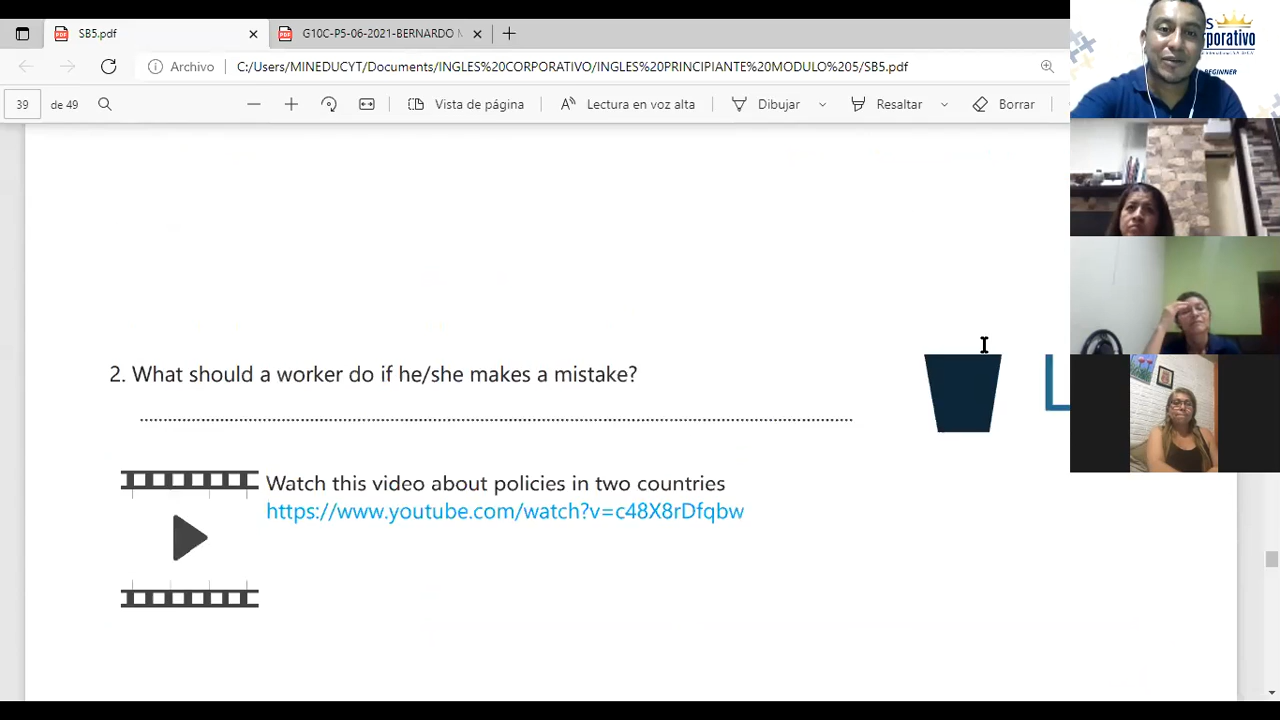 SB5.pdf
G10C-P5-06-2021-BERNARDO
Archivo
C:/Users/MINEDUCYT/Documents/INGLES%20CORPORATIVO/INGLES%20PRINCIPIANTE%20MODULO%205/SB5.pdf
39 de 49
Vista de página
Lectura en voz alta
Dibujar
Resaltar
Borrar
BEGINNER
2. What should a worker do if he/she makes a mistake?
Watch this video about policies in two countries
https://www.youtube.com/watch?v=c48X8rDfqbw